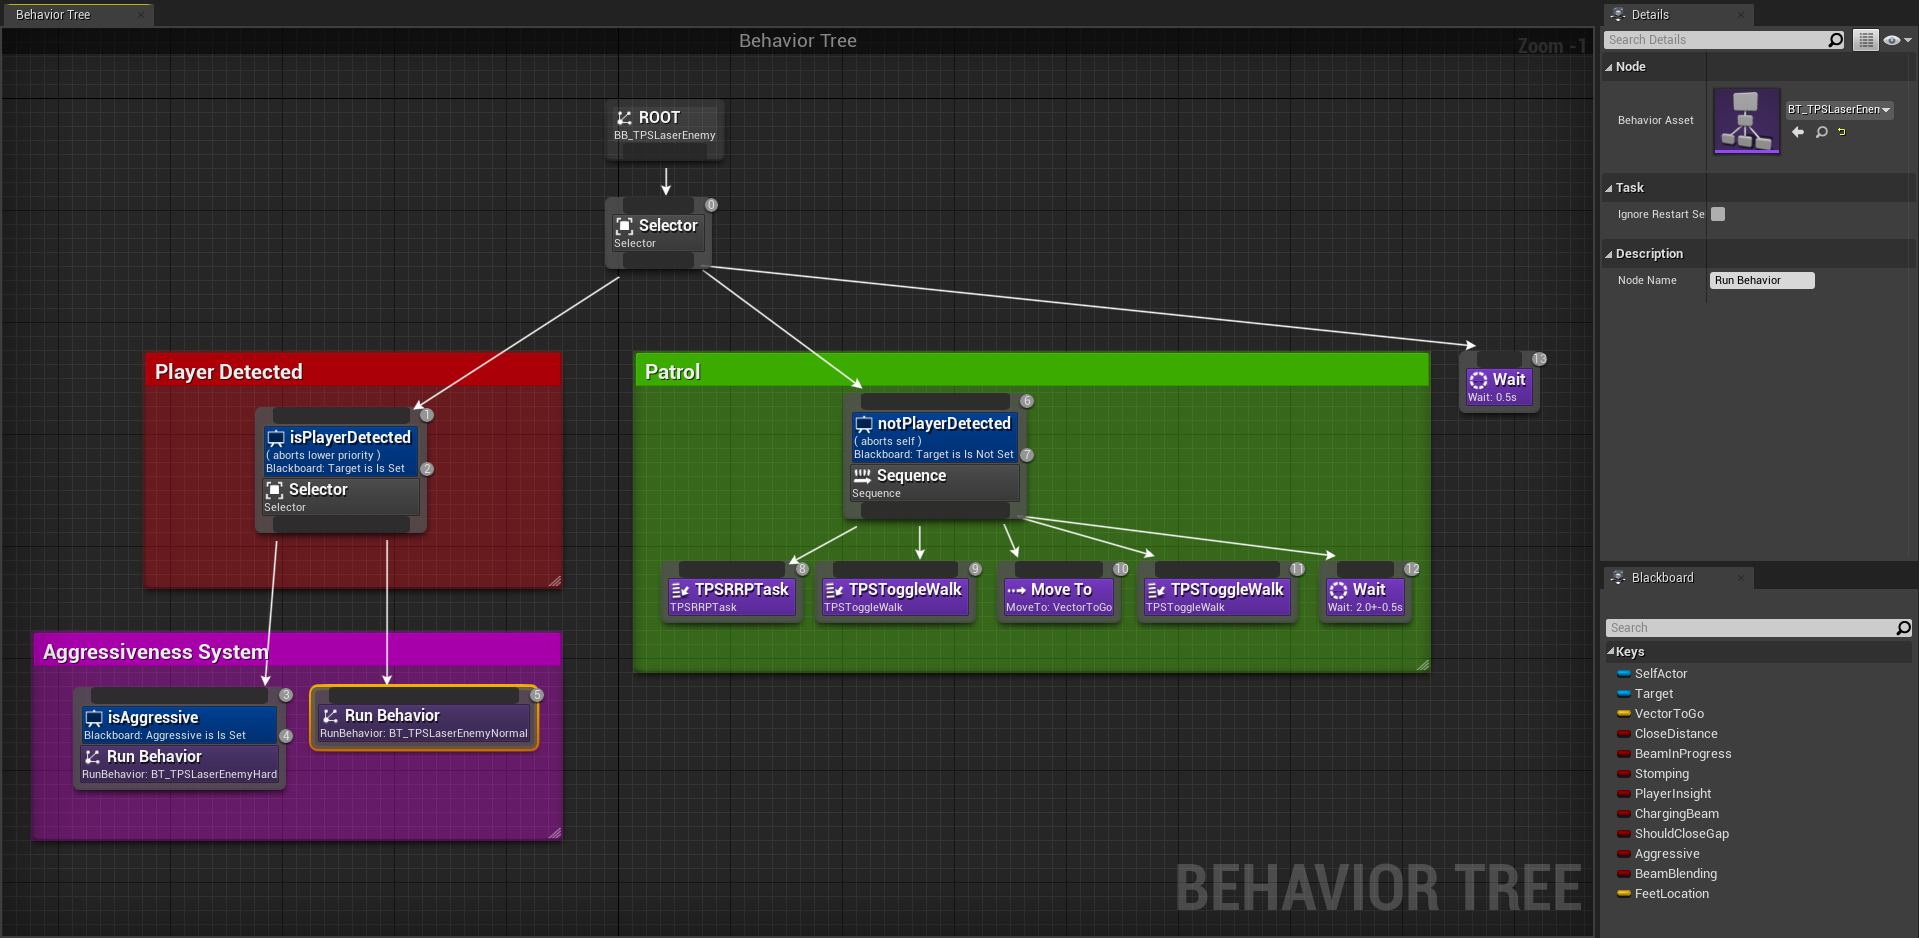 Behavior Tree
Behavior Tree
Zoom -1
ROOT
BB_TPSLaserEnemy
0
Selector
Selector
Player Detected
1
isPlayerDetected
( aborts lower priority )
Blackboard: Target is Is Set
2
Selector
Selector
Aggressiveness System
3
isAggressive
Blackboard: Aggressive is Is Set
4
Run Behavior
RunBehavior: BT_TPSLaserEnemyHard
5
Run Behavior
RunBehavior: BT_TPSLaserEnemyNormal
Patrol
6
notPlayerDetected
( aborts self )
Blackboard: Target is Is Not Set
7
Sequence
Sequence
8
TPSRRPTask
TPSRRPTask
9
TPSToggleWalk
TPSToggleWalk
10
Move To
MoveTo: VectorToGo
11
TPSToggleWalk
TPSToggleWalk
12
Wait
Wait: 2.0+-0.5s
13
Wait
Wait: 0.5s
BEHAVIOR TREE
Details
Search Details
Node
Behavior Asset
BT_TPSLaserEnem
Task
Ignore Restart Se
Description
Node Name
Run Behavior
Blackboard
Search
Keys
SelfActor
Target
VectorToGo
CloseDistance
BeamInProgress
Stomping
PlayerInsight
ChargingBeam
ShouldCloseGap
Aggressive
BeamBlending
FeetLocation